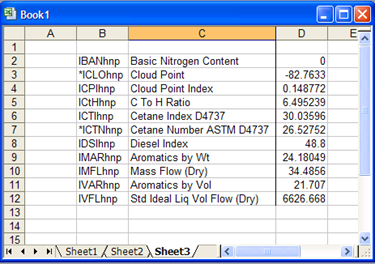 Book1
A B C D E
1
2 IBANhnp Basic Nitrogen Content 0
3 *ICLOhnp Cloud Point -82.7633
4 ICPIhnp Cloud Point Index 0.148772
5 ICtHhnp C To H Ratio 6.495239
6 ICTIhnp Cetane Index D4737 30.03596
7 *ICTNhnp Cetane Number ASTM D4737 26.52752
8 IDSIhnp Diesel Index 48.8
9 IMARhnp Aromatics by Wt 24.18049
10 IMFLhnp Mass Flow (Dry) 34.4856
11 IVARhnp Aromatics by Vol 21.707
12 IVFLhnp Std Ideal Liq Vol Flow (Dry) 6626.668
13
14
15
Sheet1 Sheet2 Sheet3